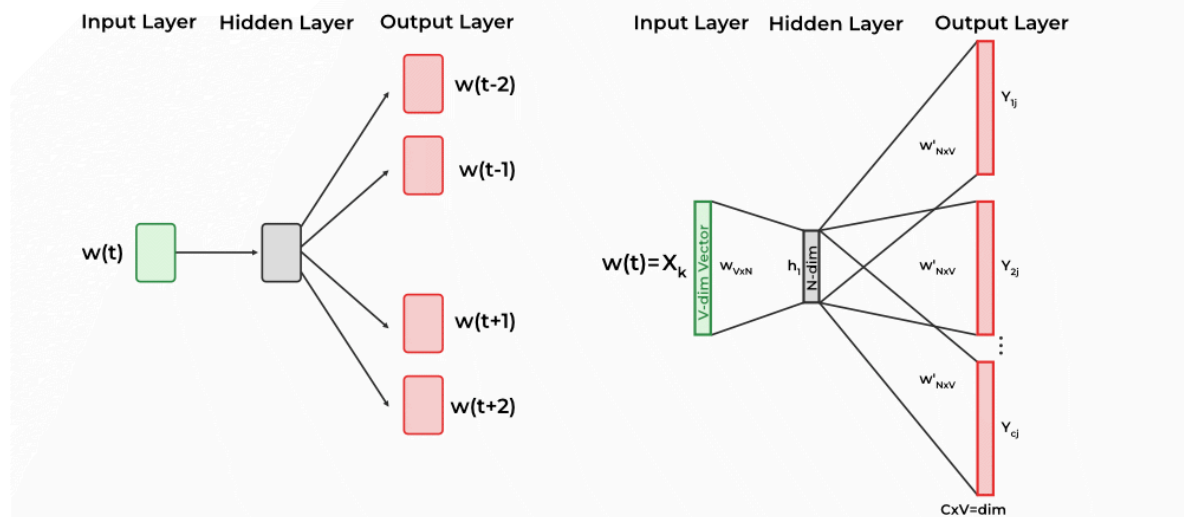 Input Layer Hidden Layer Output Layer
w(t-2)
w(t-1)
w(t)
w(t+1)
w(t+2)
Input Layer Hidden Layer Output Layer
Y1j
w'NxV
w(t)=Xk
V-dim Vector
wVxN
h1
N-dim
w'NxV
Y2j
⋮
w'NxV
Ycj
CxV=dim